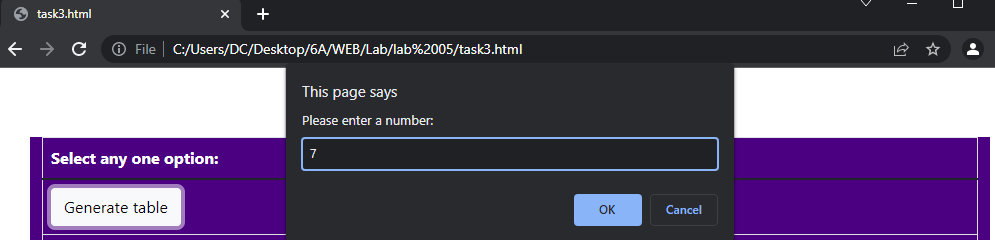 task3.html
File C:/Users/DC/Desktop/6A/WEB/Lab/lab%2005/task3.html
This page says
Please enter a number:
7
OK Cancel
Select any one option:
Generate table